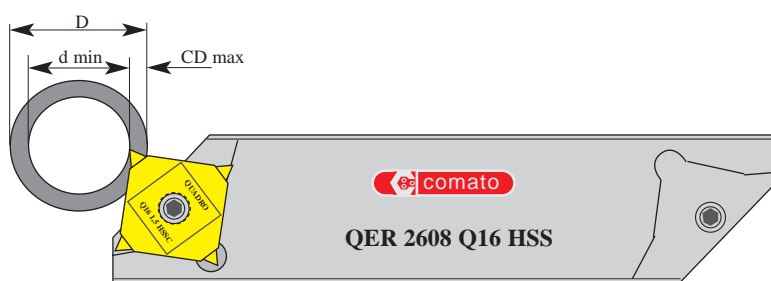 D
d min
CD max
comato
QUADRO
Q16 1,5 HSSC
QER 2608 Q16 HSS